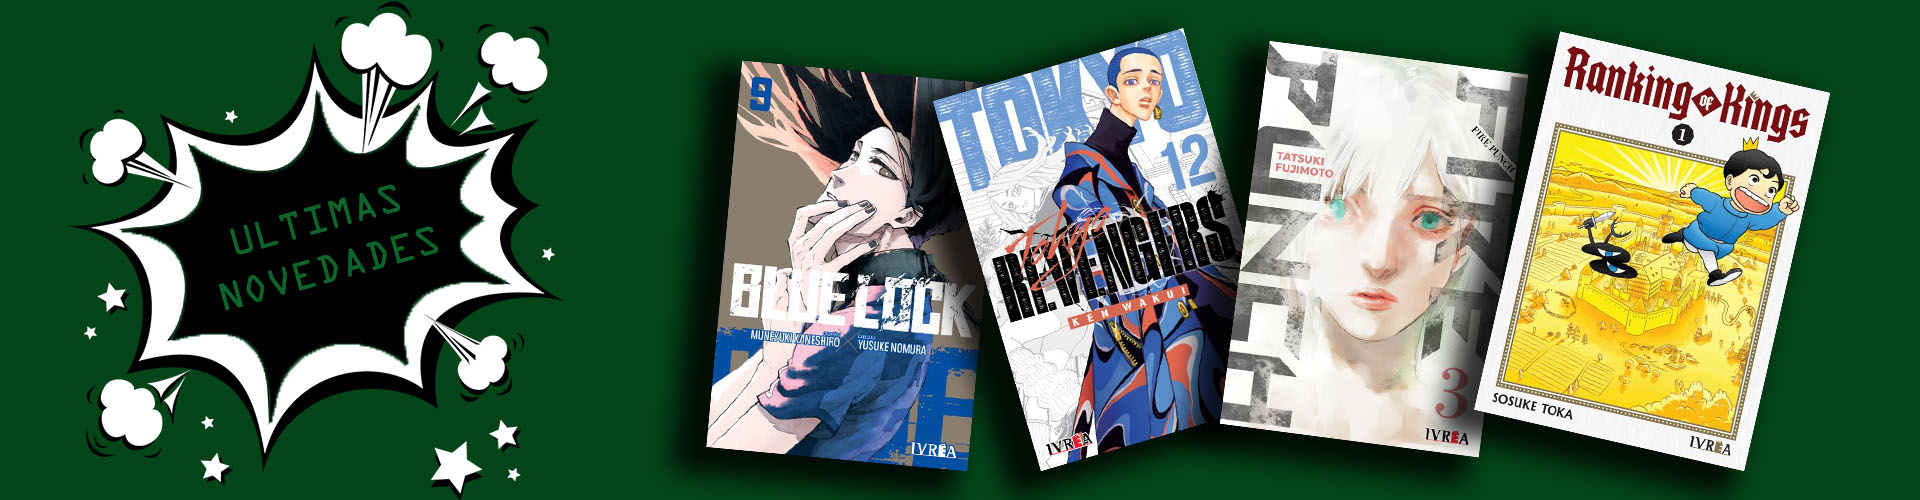 ULTIMAS
NOVEDADES
9
BLUE LOCK
MUNEYUKI KANESHIRO
YUSUKE NOMURA
IVREA
TOKYO
12
Tokyo
REVENGERS
KEN WAKUI
IVREA
FIRE
PUNCH
TATSUKI
FUJIMOTO
FIRE PUNCH
3
IVREA
Ranking OF Kings
1
SOSUKE TOKA
IVREA